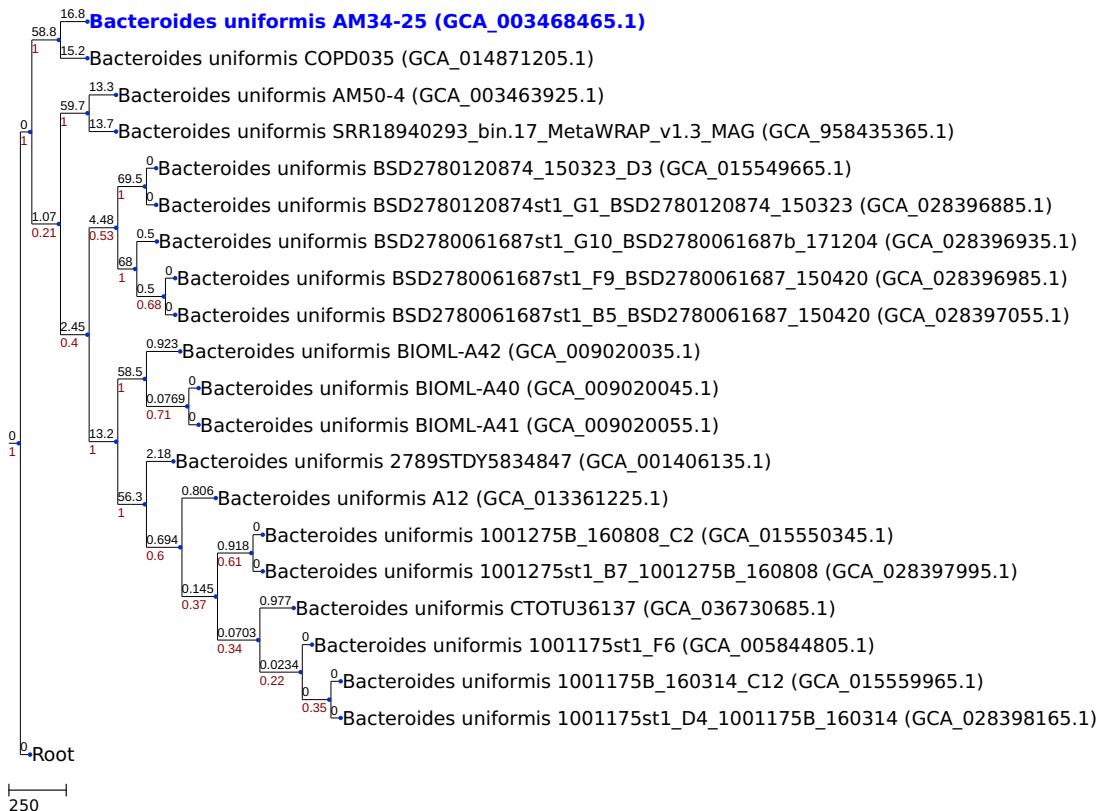 16.8
Bacteroides uniformis AM34-25 (GCA_003468465.1)
58.8
1
15.2
Bacteroides uniformis COPD035 (GCA_014871205.1)
13.3
Bacteroides uniformis AM50-4 (GCA_003463925.1)
59.7
1
0
1
13.7
Bacteroides uniformis SRR18940293_bin.17_MetaWRAP_v1.3_MAG (GCA_958435365.1)
0
Bacteroides uniformis BSD2780120874_150323_D3 (GCA_015549665.1)
69.5
1
0
Bacteroides uniformis BSD2780120874st1_G1_BSD2780120874_150323 (GCA_028396885.1)
1.07
0.21
4.48
0.53
0.5
Bacteroides uniformis BSD2780061687st1_G10_BSD2780061687b_171204 (GCA_028396935.1)
68
1
0
Bacteroides uniformis BSD2780061687st1_F9_BSD2780061687_150420 (GCA_028396985.1)
0.5
0.68
0
Bacteroides uniformis BSD2780061687st1_B5_BSD2780061687_150420 (GCA_028397055.1)
2.45
0.4
0.923
Bacteroides uniformis BIOML-A42 (GCA_009020035.1)
58.5
1
0
Bacteroides uniformis BIOML-A40 (GCA_009020045.1)
0.0769
0.71
0
Bacteroides uniformis BIOML-A41 (GCA_009020055.1)
0
1
13.2
1
2.18
Bacteroides uniformis 2789STDY5834847 (GCA_001406135.1)
56.3
1
0.806
Bacteroides uniformis A12 (GCA_013361225.1)
0.694
0.6
0
Bacteroides uniformis 1001275B_160808_C2 (GCA_015550345.1)
0.918
0.61
0
Bacteroides uniformis 1001275st1_B7_1001275B_160808 (GCA_028397995.1)
0.145
0.37
0.977
Bacteroides uniformis CTOTU36137 (GCA_036730685.1)
0.0703
0.34
0
Bacteroides uniformis 1001175st1_F6 (GCA_005844805.1)
0.0234
0.22
0
Bacteroides uniformis 1001175B_160314_C12 (GCA_015559965.1)
0
0.35
0
Bacteroides uniformis 1001175st1_D4_1001175B_160314 (GCA_028398165.1)
0
Root
250